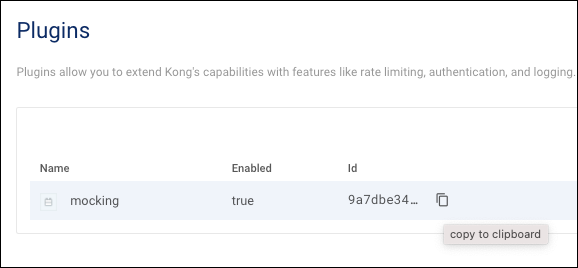 Plugins
Plugins allow you to extend Kong's capabilities with features like rate limiting, authentication, and logging.
Name Enabled Id
mocking true 9a7dbe34…
copy to clipboard